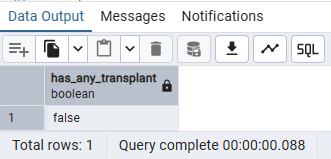 Data Output Messages Notifications
SQL
has_any_transplant
boolean
1 false
Total rows: 1 Query complete 00:00:00.088